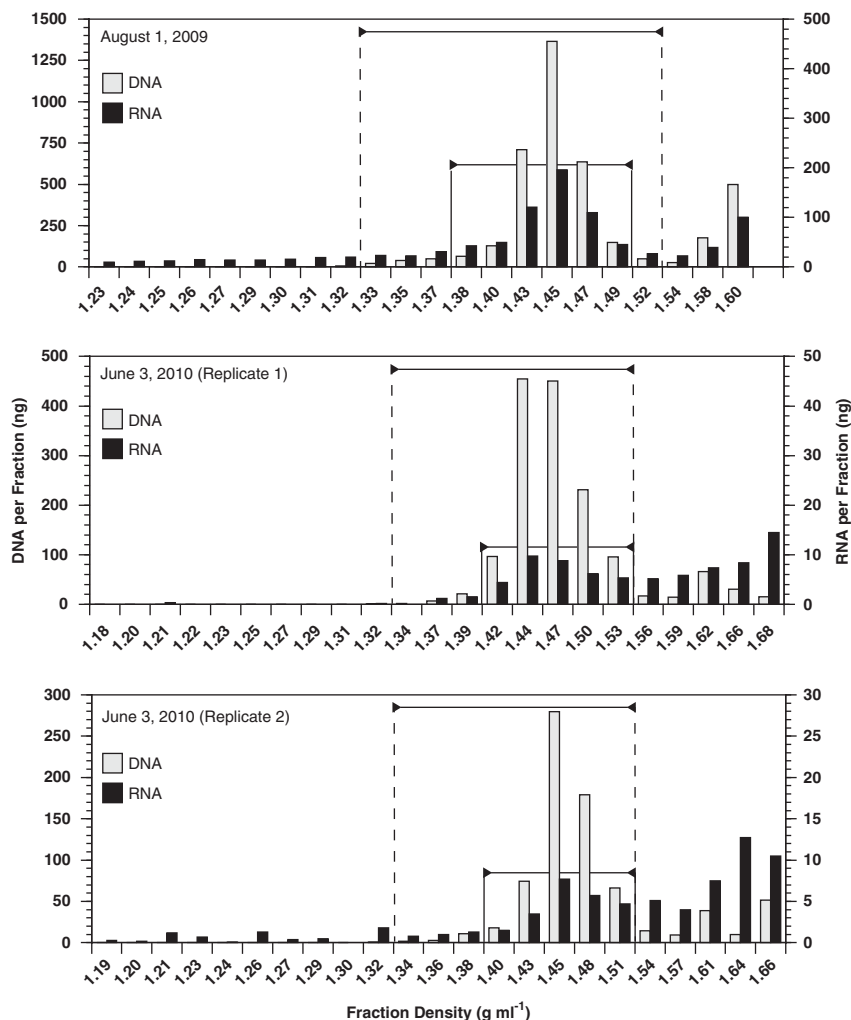 August 1, 2009
DNA
RNA
1500
1250
1000
750
500
250
0
500
400
300
200
100
0
1.23 1.24 1.25 1.26 1.27 1.29 1.30 1.31 1.32 1.33 1.35 1.37 1.38 1.40 1.43 1.45 1.47 1.49 1.52 1.54 1.58 1.60
June 3, 2010 (Replicate 1)
DNA
RNA
DNA per Fraction (ng)
500
400
300
200
100
0
50
40
30
20
10
0
RNA per Fraction (ng)
1.18 1.20 1.21 1.22 1.23 1.25 1.27 1.29 1.31 1.32 1.34 1.37 1.39 1.42 1.44 1.47 1.50 1.53 1.56 1.59 1.62 1.66 1.68
June 3, 2010 (Replicate 2)
DNA
RNA
300
250
200
150
100
50
0
30
25
20
15
10
5
0
1.19 1.20 1.21 1.23 1.24 1.26 1.27 1.29 1.30 1.32 1.34 1.36 1.38 1.40 1.43 1.45 1.48 1.51 1.54 1.57 1.61 1.64 1.66
Fraction Density (g ml⁻¹)